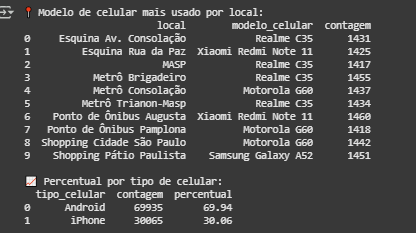 📍 Modelo de celular mais usado por local:
local modelo_celular contagem
0 Esquina Av. Consolação Realme C35 1431
1 Esquina Rua da Paz Xiaomi Redmi Note 11 1425
2 MASP Realme C35 1417
3 Metrô Brigadeiro Realme C35 1455
4 Metrô Consolação Motorola G60 1437
5 Metrô Trianon-Masp Realme C35 1434
6 Ponto de Ônibus Augusta Xiaomi Redmi Note 11 1460
7 Ponto de Ônibus Pamplona Motorola G60 1418
8 Shopping Cidade São Paulo Motorola G60 1442
9 Shopping Pátio Paulista Samsung Galaxy A52 1451
📈 Percentual por tipo de celular:
tipo_celular contagem percentual
0 Android 69935 69.94
1 iPhone 30065 30.06